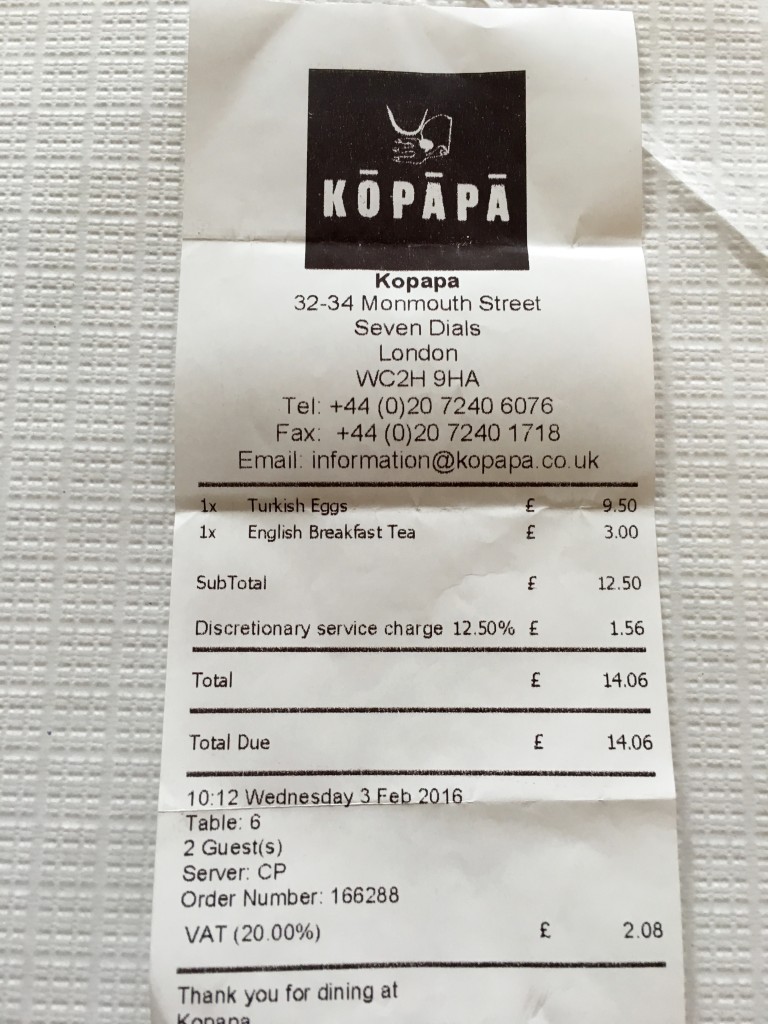 KŌPĀPĀ
Kopapa
32-34 Monmouth Street
Seven Dials
London
WC2H 9HA
Tel: +44 (0)20 7240 6076
Fax: +44 (0)20 7240 1718
Email: information@kopapa.co.uk
1x Turkish Eggs £ 9.50
1x English Breakfast Tea £ 3.00
SubTotal £ 12.50
Discretionary service charge 12.50% £ 1.56
Total £ 14.06
Total Due £ 14.06
10:12 Wednesday 3 Feb 2016
Table: 6
2 Guest(s)
Server: CP
Order Number: 166288
VAT (20.00%) £ 2.08
Thank you for dining at
Kopapa